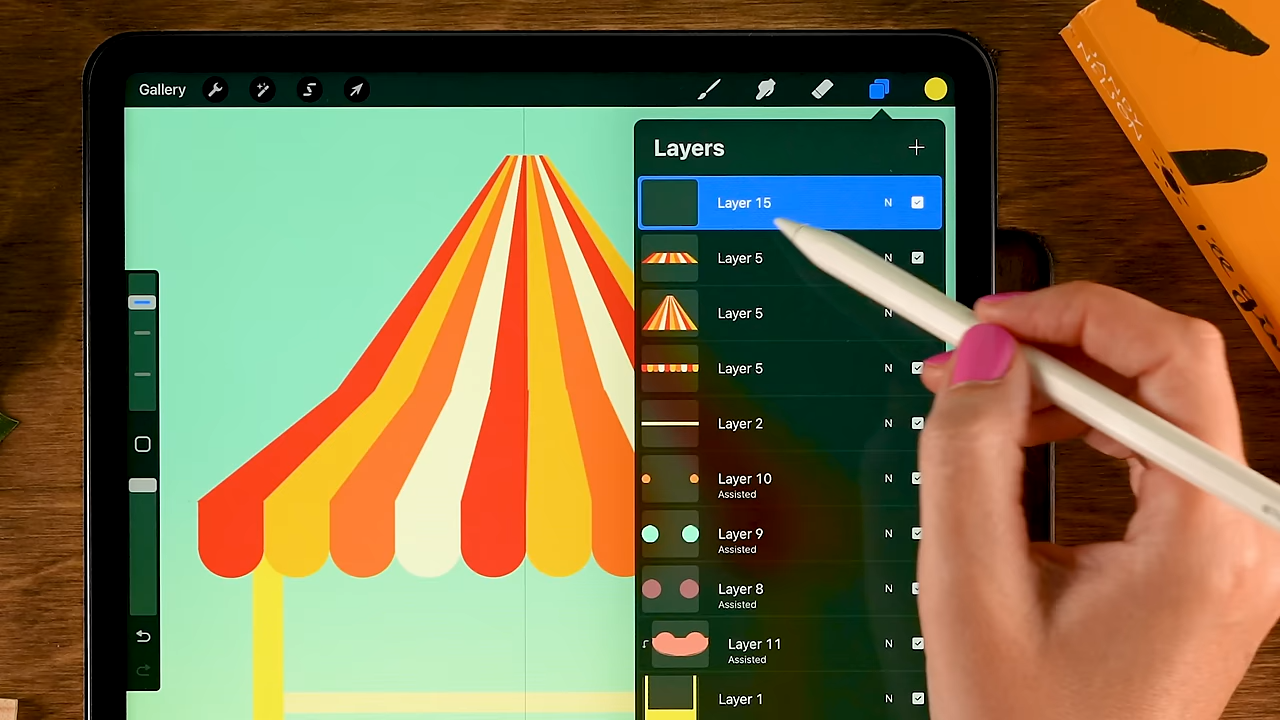 Gallery
Layers
Layer 15 N
Layer 5 N
Layer 5 N
Layer 5 N
Layer 2 N
Layer 10 N
Assisted
Layer 9 N
Assisted
Layer 8 N
Assisted
Layer 11 N
Assisted
Layer 1 N